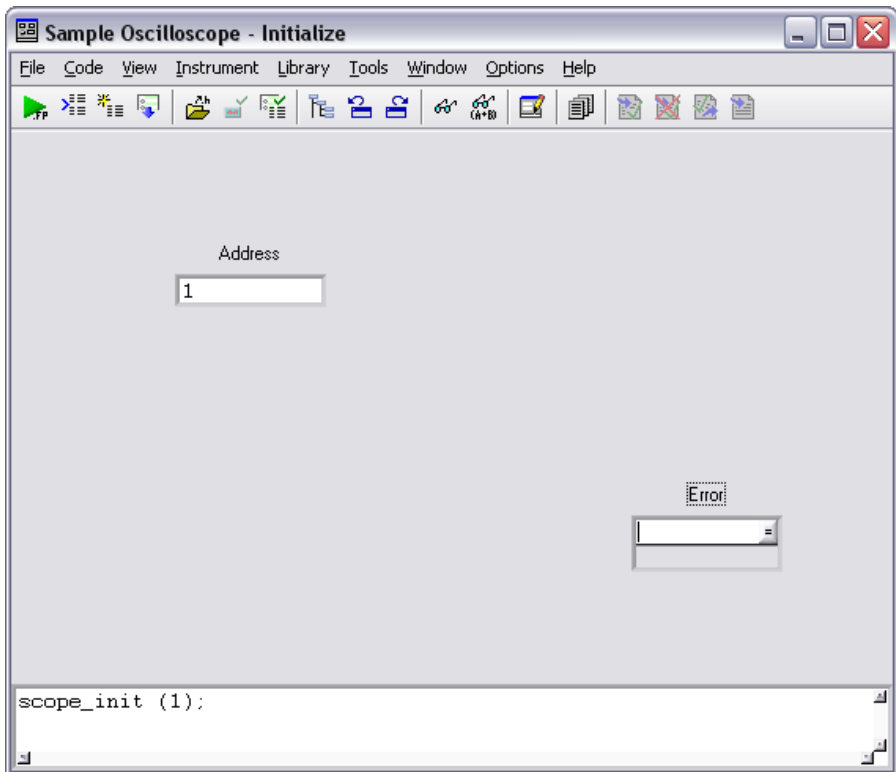 Sample Oscilloscope - Initialize
File Code View Instrument Library Tools Window Options Help
Address
1
Error
=
scope_init (1);